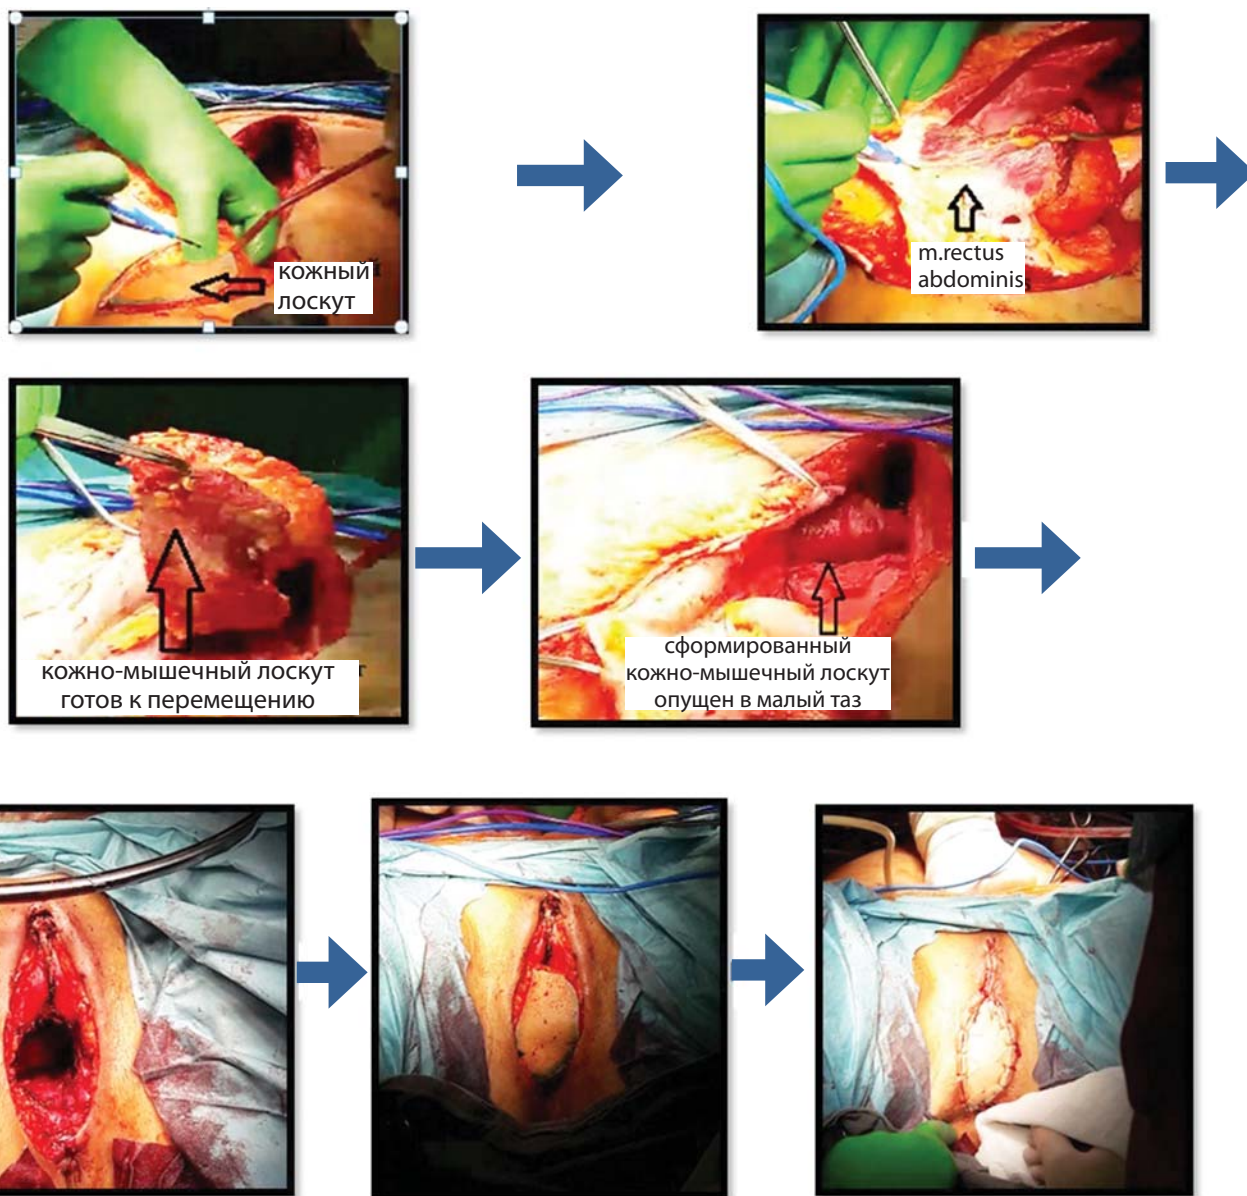 кожный
лоскут
m.rectus
abdominis
кожно-мышечный лоскут
готов к перемещению
сформированный
кожно-мышечный лоскут
опущен в малый таз